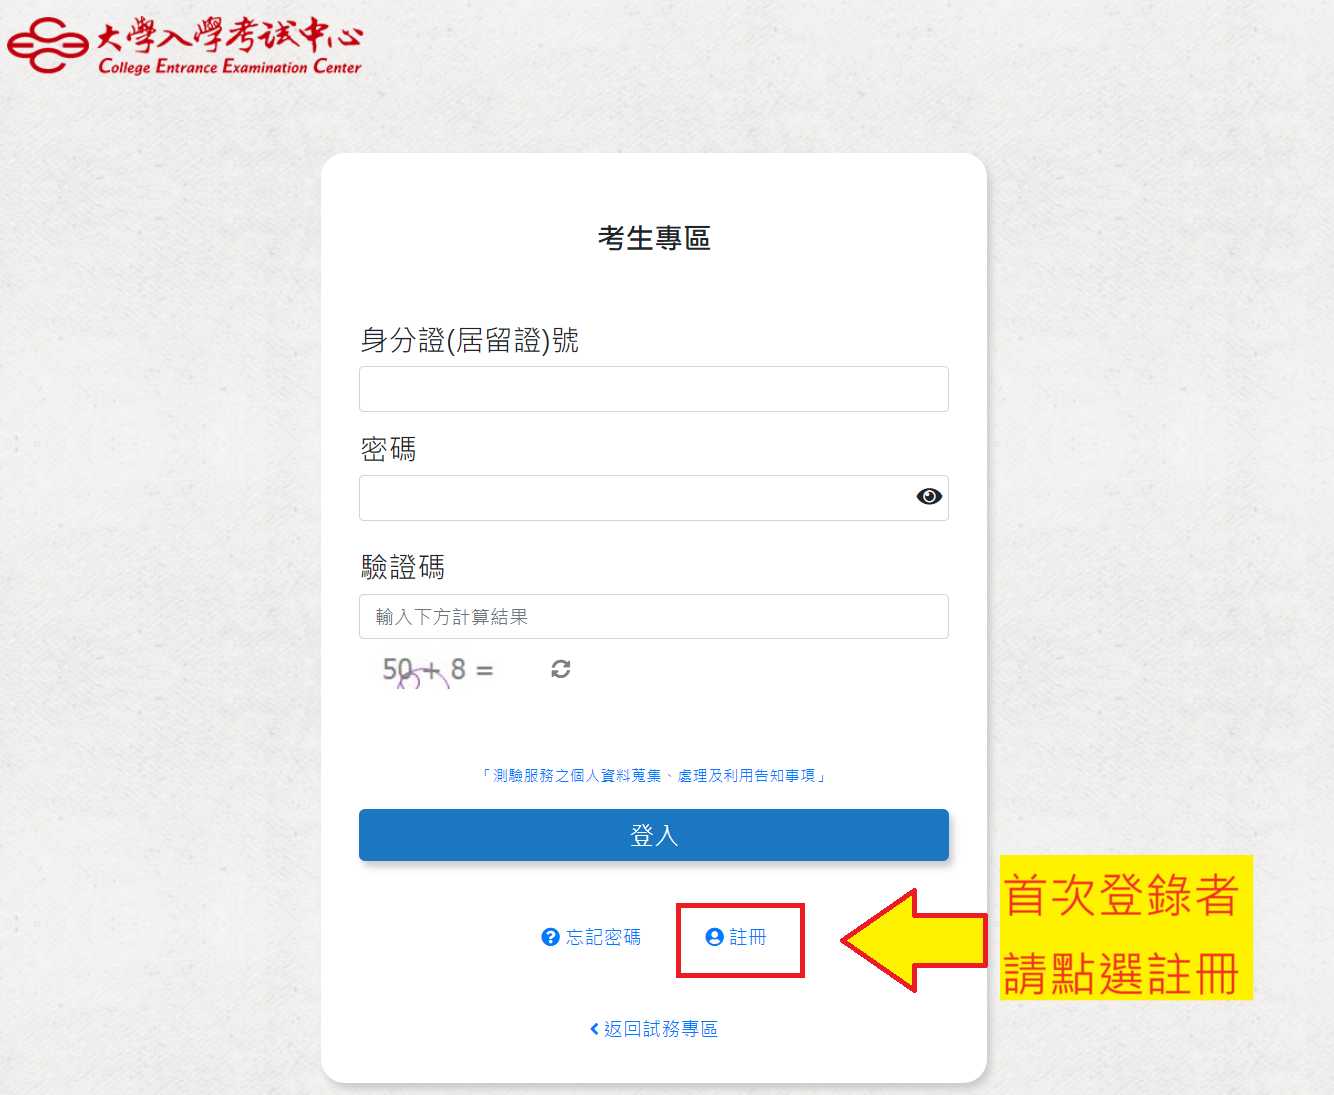 大學入學考試中心
College Entrance Examination Center
考生專區
身分證(居留證)號
密碼
驗證碼
輸入下方計算結果
50 + 8 =
「測驗服務之個人資料蒐集、處理及利用告知事項」
登入
忘記密碼
註冊
首次登錄者
請點選註冊
返回試務專區